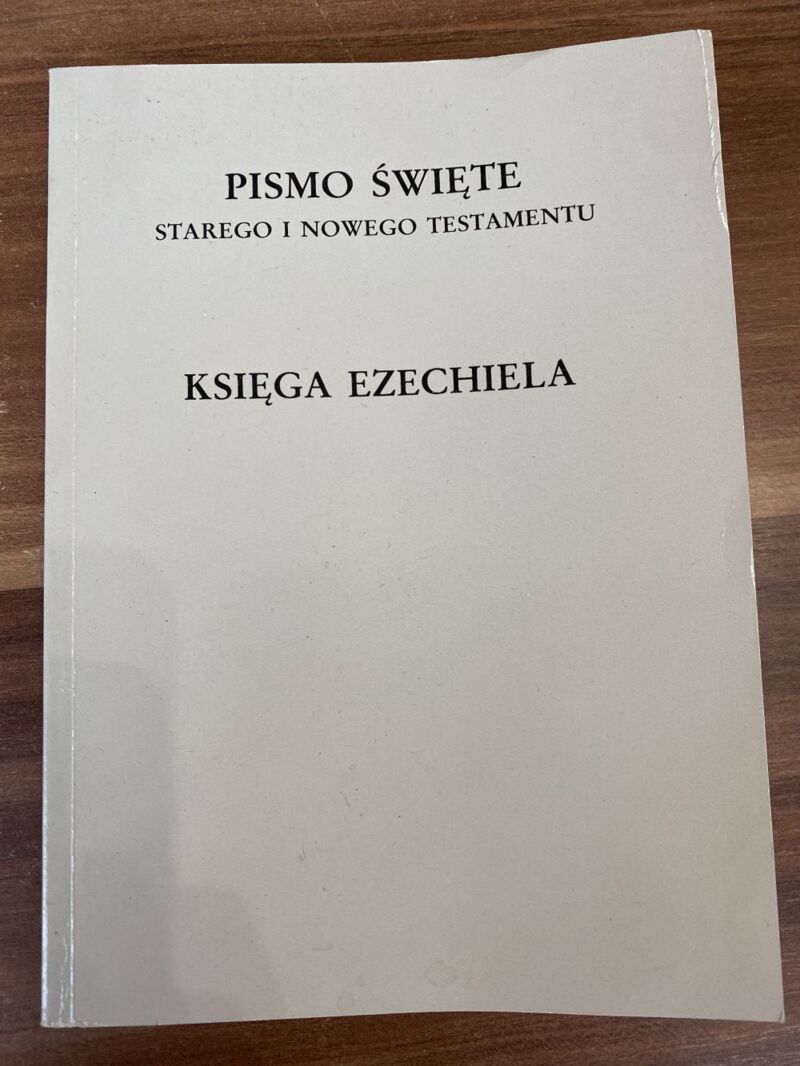 PISMO ŚWIĘTE
STAREGO I NOWEGO TESTAMENTU
KSIĘGA EZECHIELA